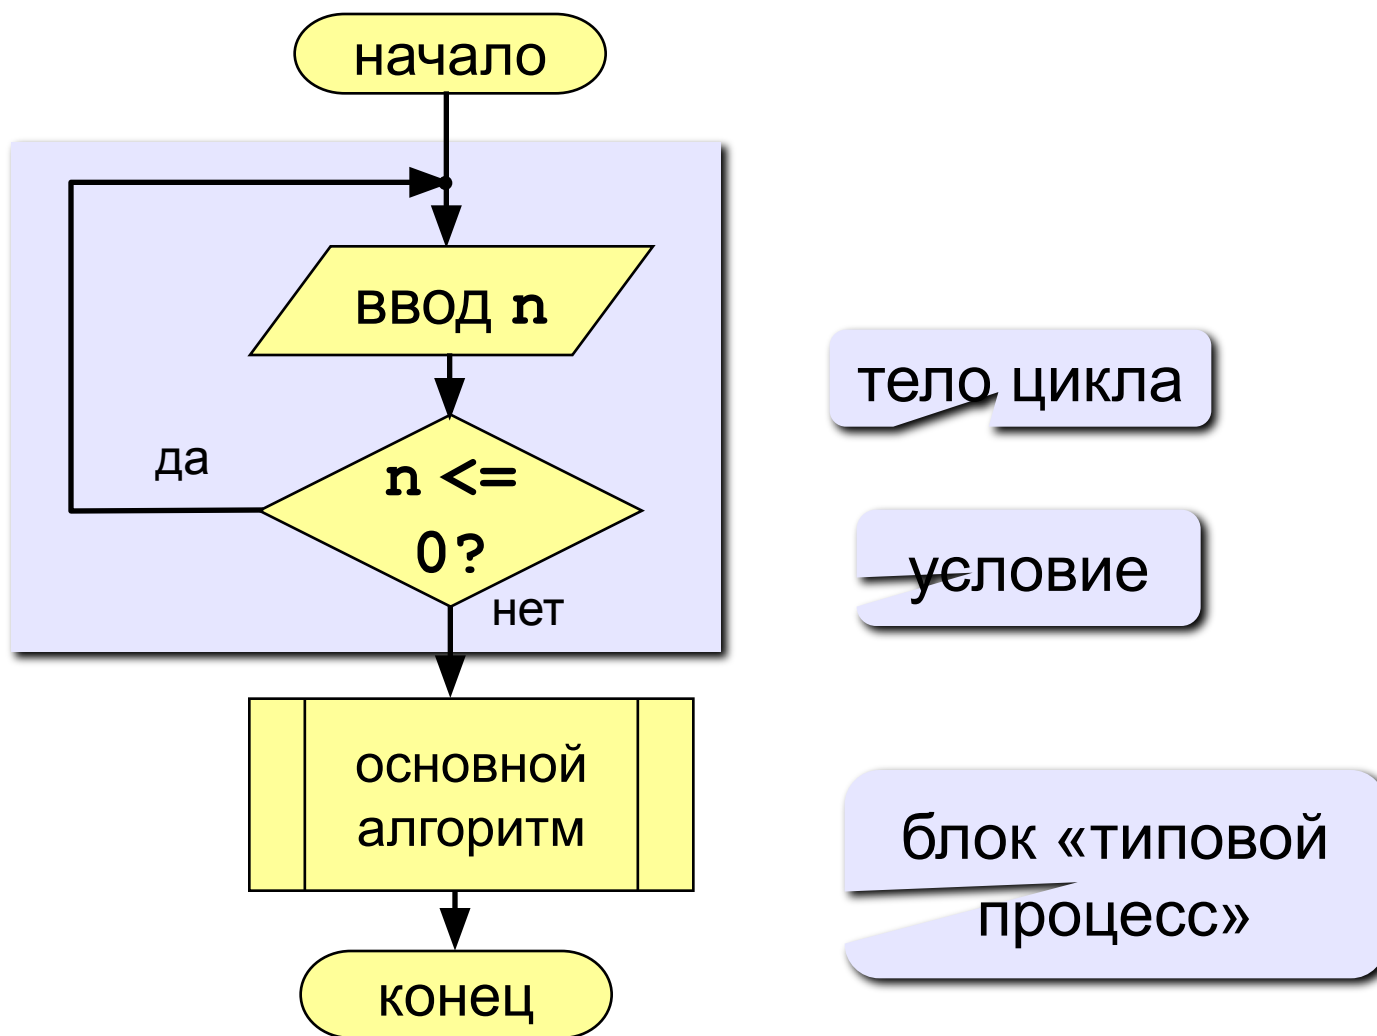 начало
ввод n
тело цикла
да
n <=
0?
условие
нет
основной
алгоритм
блок «типовой
процесс»
конец